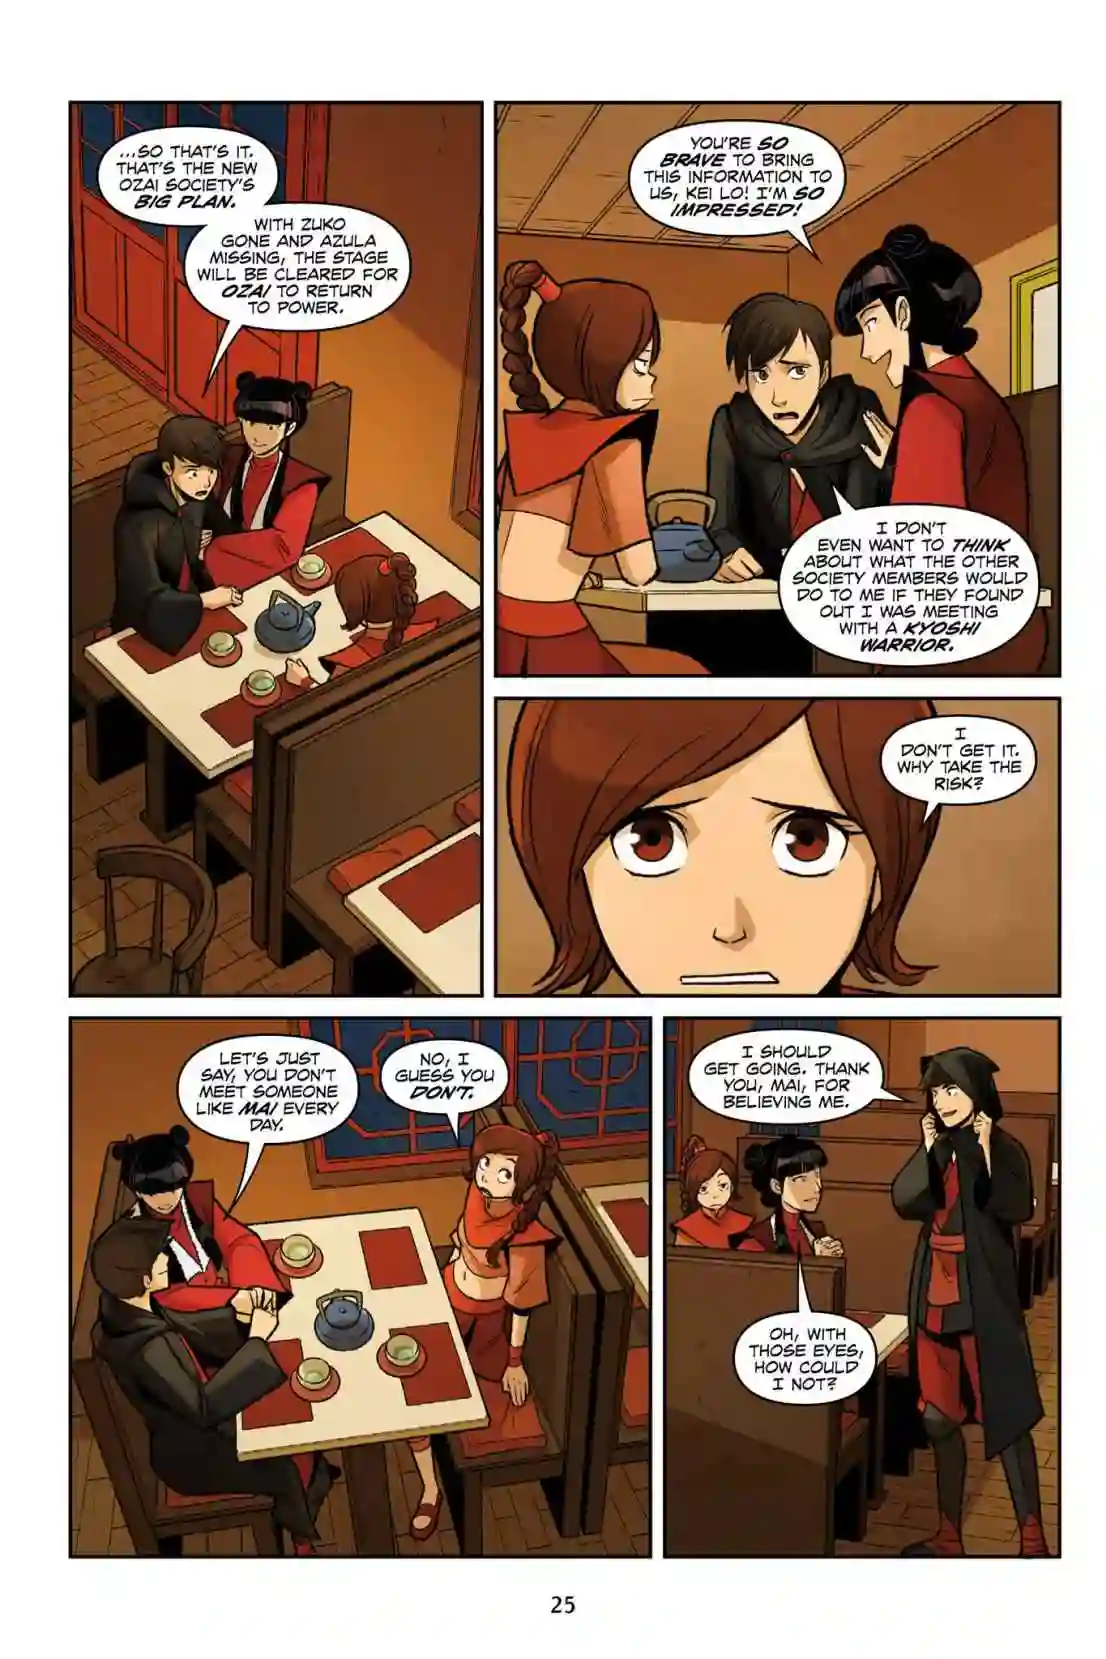 ...SO THAT'S IT.
THAT'S THE NEW
OZAI SOCIETY'S
BIG PLAN.
WITH ZUKO
GONE AND AZULA
MISSING, THE STAGE
WILL BE CLEARED FOR
OZAI TO RETURN
TO POWER.
YOU'RE SO
BRAVE TO BRING
THIS INFORMATION TO
US, KEI LO! I'M SO
IMPRESSED!
I DON'T
EVEN WANT TO THINK
ABOUT WHAT THE OTHER
SOCIETY MEMBERS WOULD
DO TO ME IF THEY FOUND
OUT I WAS MEETING
WITH A KYOSHI
WARRIOR.
I
DON'T GET IT.
WHY TAKE THE
RISK?
LET'S JUST
SAY, YOU DON'T
MEET SOMEONE
LIKE MAI EVERY
DAY.
NO, I
GUESS YOU
DON'T.
I SHOULD
GET GOING. THANK
YOU, MAI, FOR
BELIEVING ME.
OH, WITH
THOSE EYES,
HOW COULD
I NOT?
25